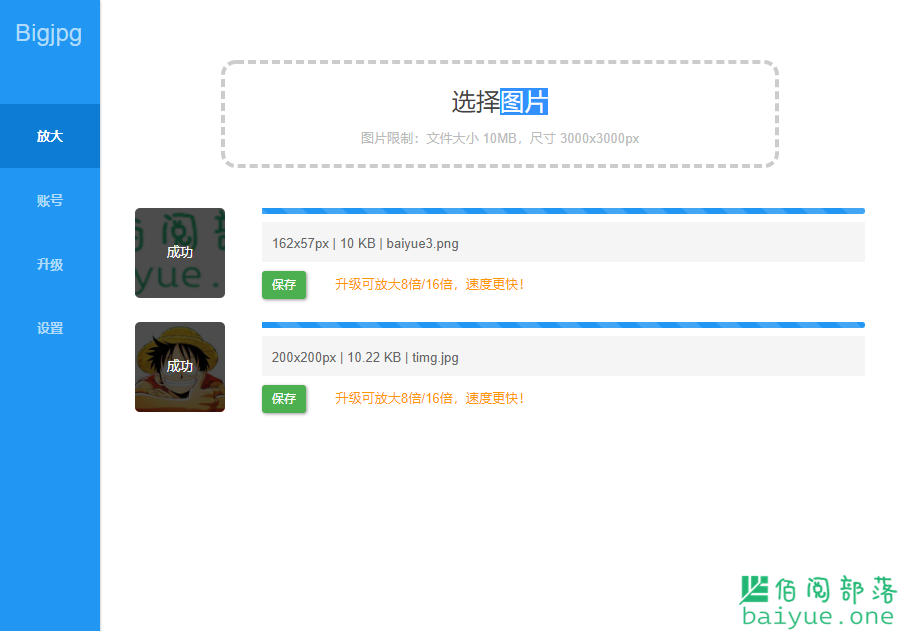 Bigjpg
放大
账号
升级
设置
选择图片
图片限制：文件大小 10MB，尺寸 3000x3000px
成功
162x57px | 10 KB | baiyue3.png
保存
升级可放大8倍/16倍，速度更快！
成功
200x200px | 10.22 KB | timg.jpg
保存
升级可放大8倍/16倍，速度更快！
佰阅部落
baiyue.one